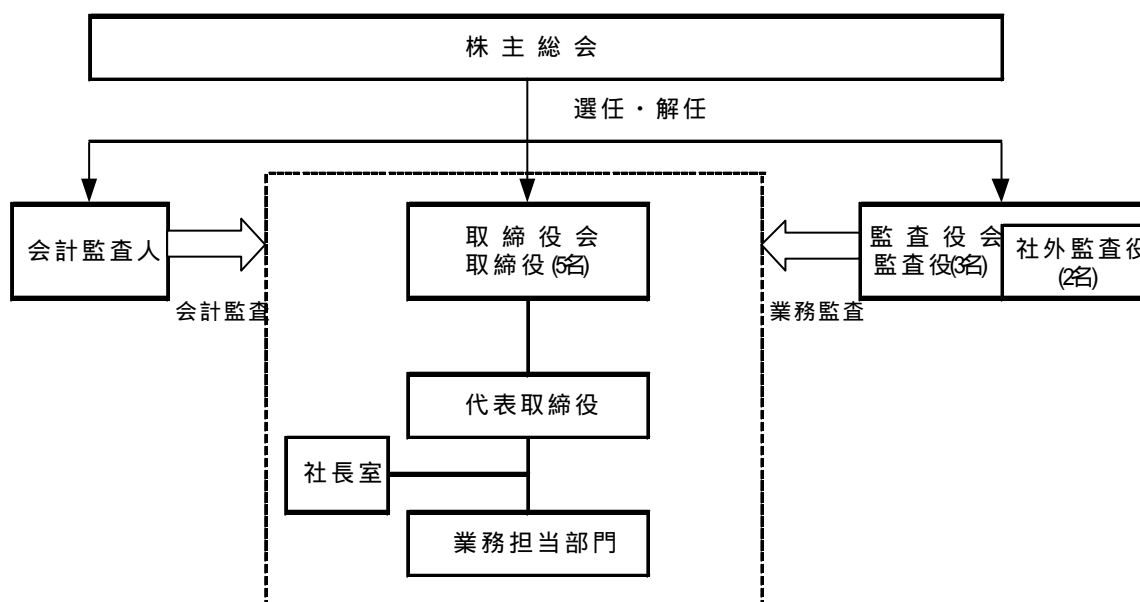 株主総会
選任・解任
会計監査人
取締役会
取締役(5名)
監査役会
監査役(3名)
社外監査役
(2名)
会計監査
業務監査
代表取締役
社長室
業務担当部門